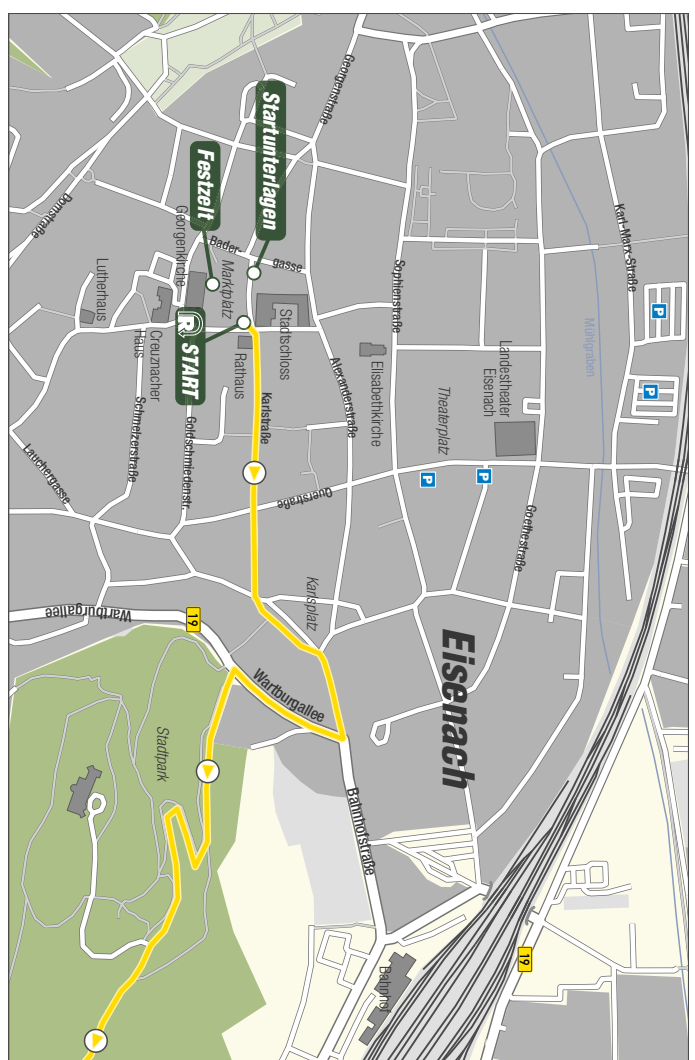 Eisenach
Startunterlagen
Festzelt
R. START
Georgenstraße
Karl-Marx-Straße
P
P
Mühlgraben
Domstraße
Georgenkirche
Bader-
gasse
Marktplatz
Sophienstraße
Lutherhaus
Creuznacher
Haus
Stadtschloss
Rathaus
Elisabethkirche
Landestheater
Eisenach
Theaterplatz
Alexanderstraße
Karlstraße
Goldschmiedenstr.
Schmelzerstraße
Lauchergasse
Querstraße
P
P
Goethestraße
Karlsplatz
Wartburgallee
19
Wartburgallee
Stadtpark
Bahnhofstraße
Bahnhof
19